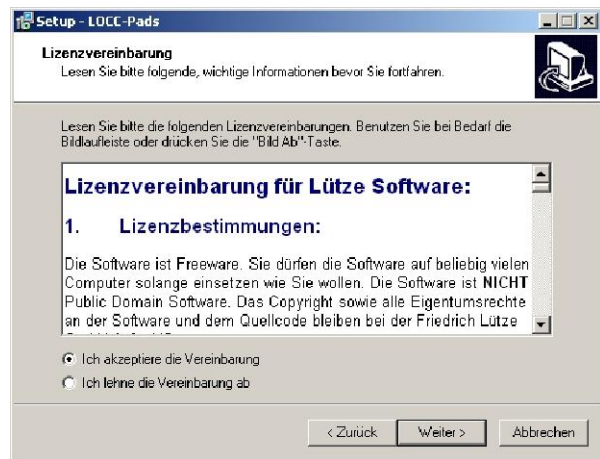 Setup - LOCC-Pads
Lizenzvereinbarung
Lesen Sie bitte folgende, wichtige Informationen bevor Sie fortfahren.
Lesen Sie bitte die folgenden Lizenzvereinbarungen. Benutzen Sie bei Bedarf die
Bildlaufleiste oder drücken Sie die "Bild Ab"-Taste.
Lizenzvereinbarung für Lütze Software:
1. Lizenzbestimmungen:
Die Software ist Freeware. Sie dürfen die Software auf beliebig vielen
Computer solange einsetzen wie Sie wollen. Die Software ist NICHT
Public Domain Software. Das Copyright sowie alle Eigentumsrechte
an der Software und dem Quellcode bleiben bei der Friedrich Lütze
Ich akzeptiere die Vereinbarung
Ich lehne die Vereinbarung ab
< Zurück
Weiter >
Abbrechen